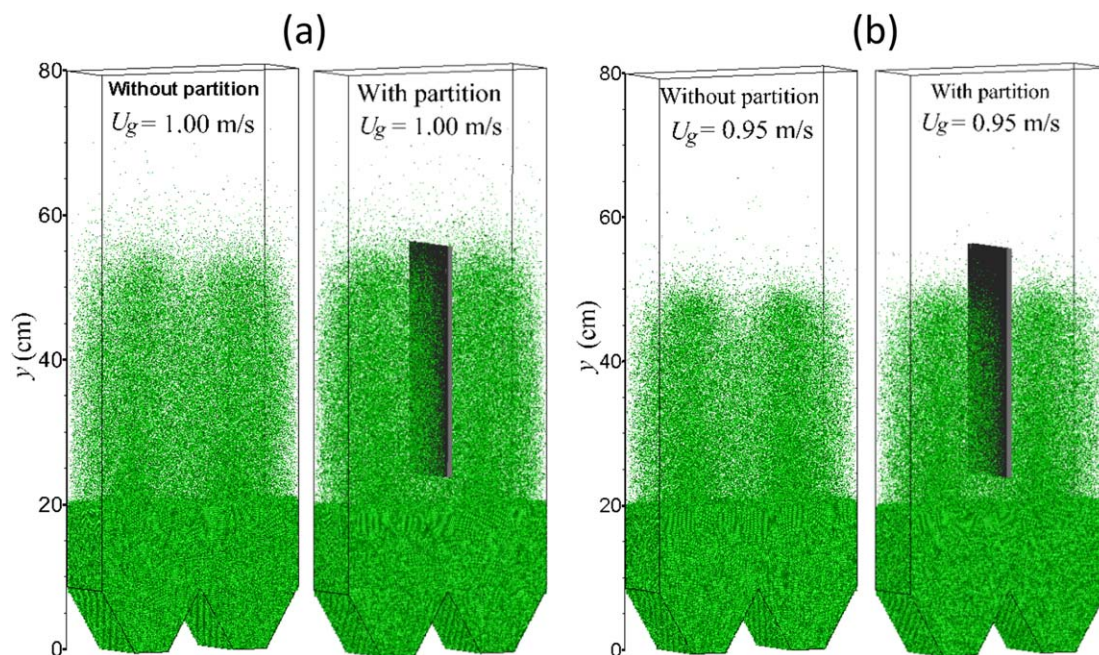 (a)
(b)
80
60
40
20
0
y (cm)
Without partition
Ug = 1.00 m/s
With partition
Ug = 1.00 m/s
80
60
40
20
0
y (cm)
Without partition
Ug = 0.95 m/s
With partition
Ug = 0.95 m/s